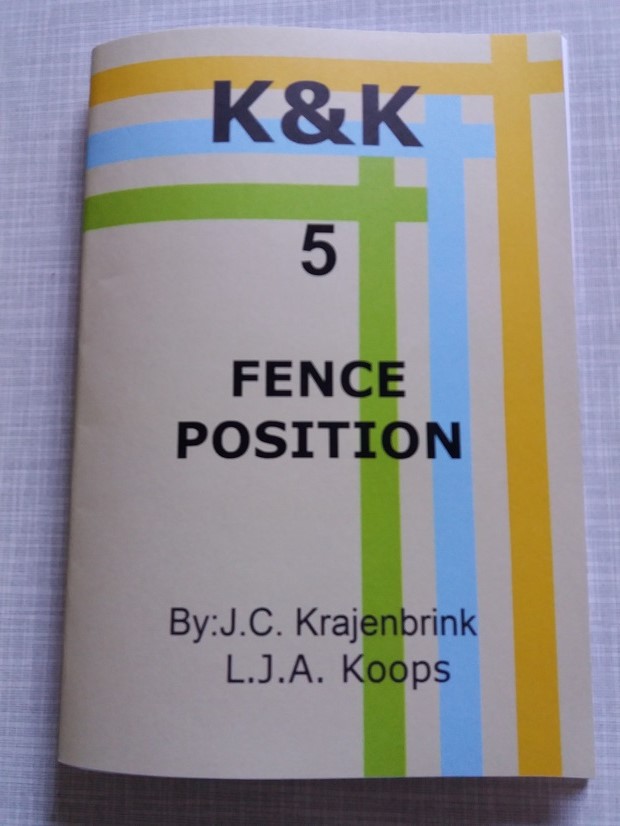 K&K
5
FENCE
POSITION
By:J.C. Krajenbrink
L.J.A. Koops